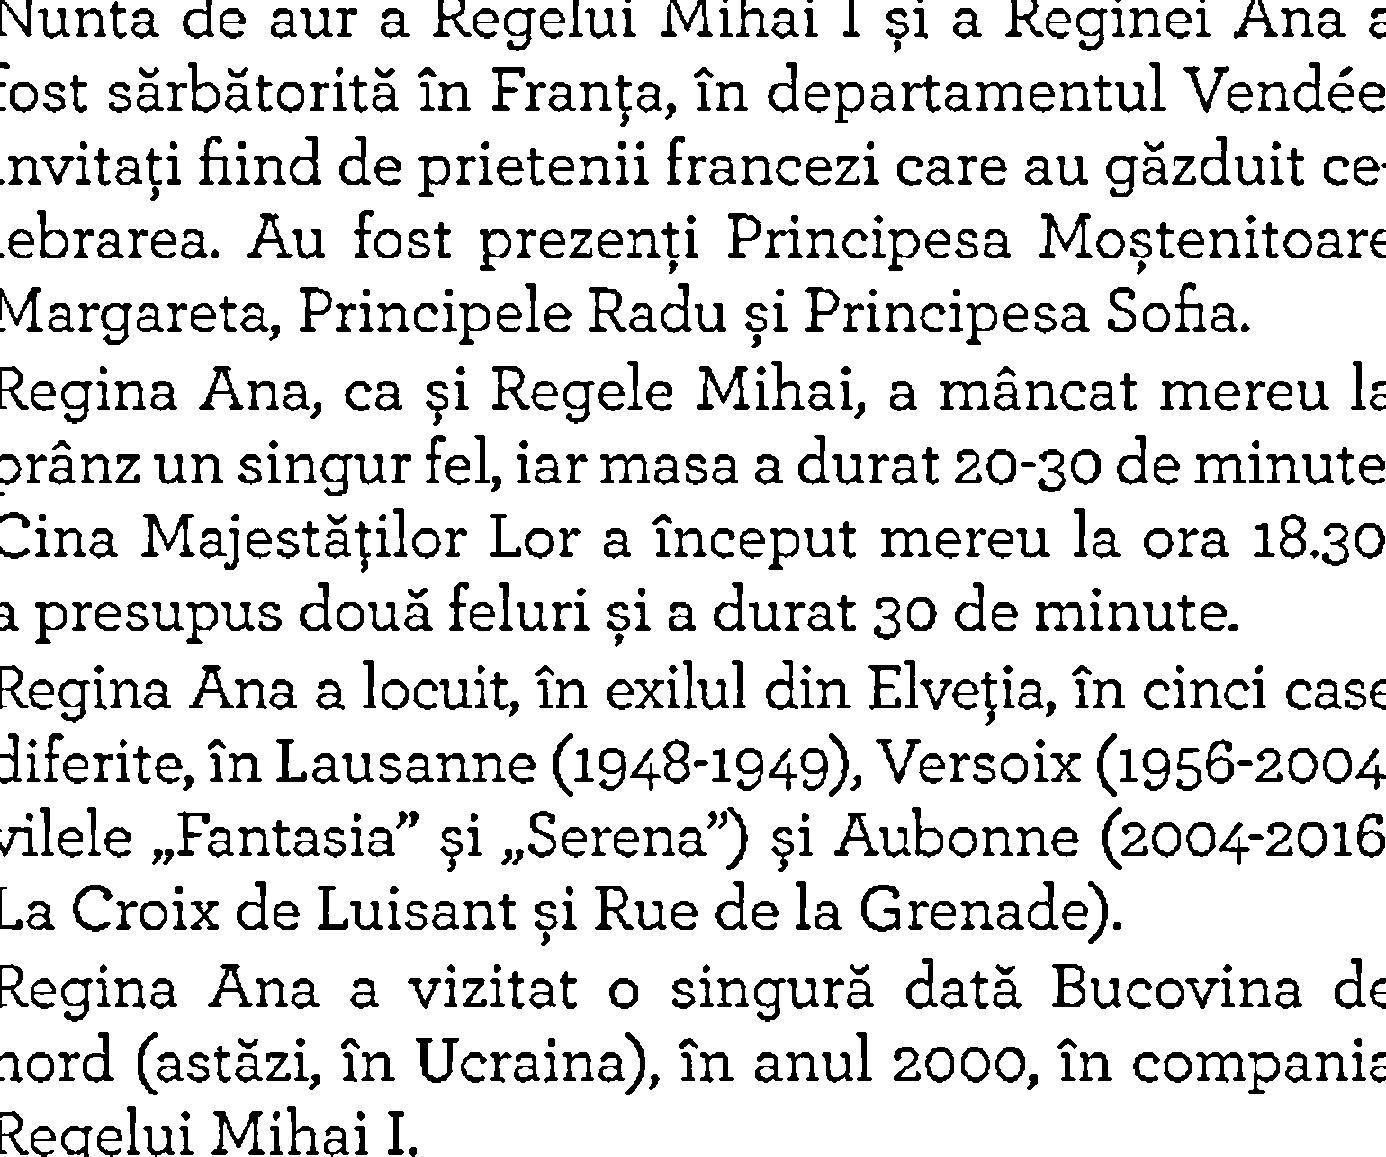 Nunta de aur a Regelui Mihai I și a Reginei Ana a
fost sărbătorită în Franța, în departamentul Vendée
invitați fiind de prietenii francezi care au găzduit ce-
lebrarea. Au fost prezenți Principesa Moștenitoare
Margareta, Principele Radu și Principesa Sofia.
Regina Ana, ca și Regele Mihai, a mâncat mereu la
prânz un singur fel, iar masa a durat 20-30 de minute
Cina Majestăților Lor a început mereu la ora 18.30
a presupus două feluri și a durat 30 de minute.
Regina Ana a locuit, în exilul din Elveția, în cinci case
diferite, în Lausanne (1948-1949), Versoix (1956-2004
vilele „Fantasia” și „Serena”) și Aubonne (2004-2016
La Croix de Luisant și Rue de la Grenade).
Regina Ana a vizitat o singură dată Bucovina de
nord (astăzi, în Ucraina), în anul 2000, în compania
Regelui Mihai I.